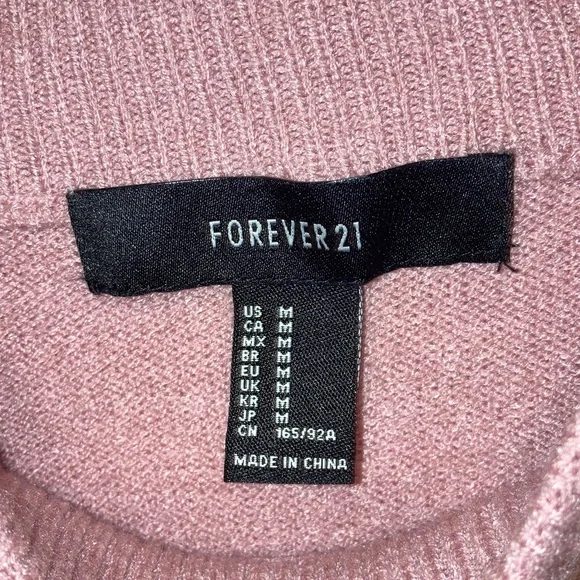 FOREVER 21
US M
CA M
MX M
BR M
EU M
UK M
KR M
JP M
CN 165/92A
MADE IN CHINA